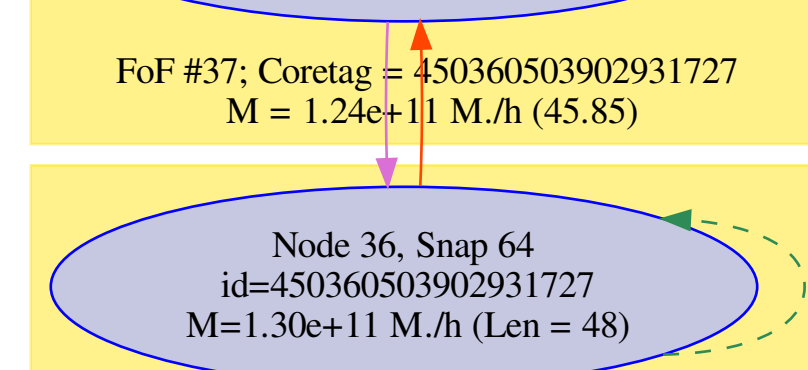 FoF #37; Coretag = 450360503902931727
M = 1.24e+11 M./h (45.85)
Node 36, Snap 64
id=450360503902931727
M=1.30e+11 M./h (Len = 48)